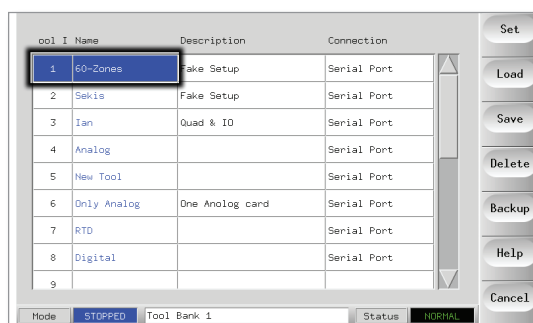 ool I Name Description Connection
1 60-Zones Fake Setup Serial Port
2 Sekis Fake Setup Serial Port
3 Ian Quad & IO Serial Port
4 Analog Serial Port
5 New Tool Serial Port
6 Only Analog One Anolog card Serial Port
7 RTD Serial Port
8 Digital Serial Port
9
Mode STOPPED Tool Bank 1 Status NORMAL
Set
Load
Save
Delete
Backup
Help
Cancel